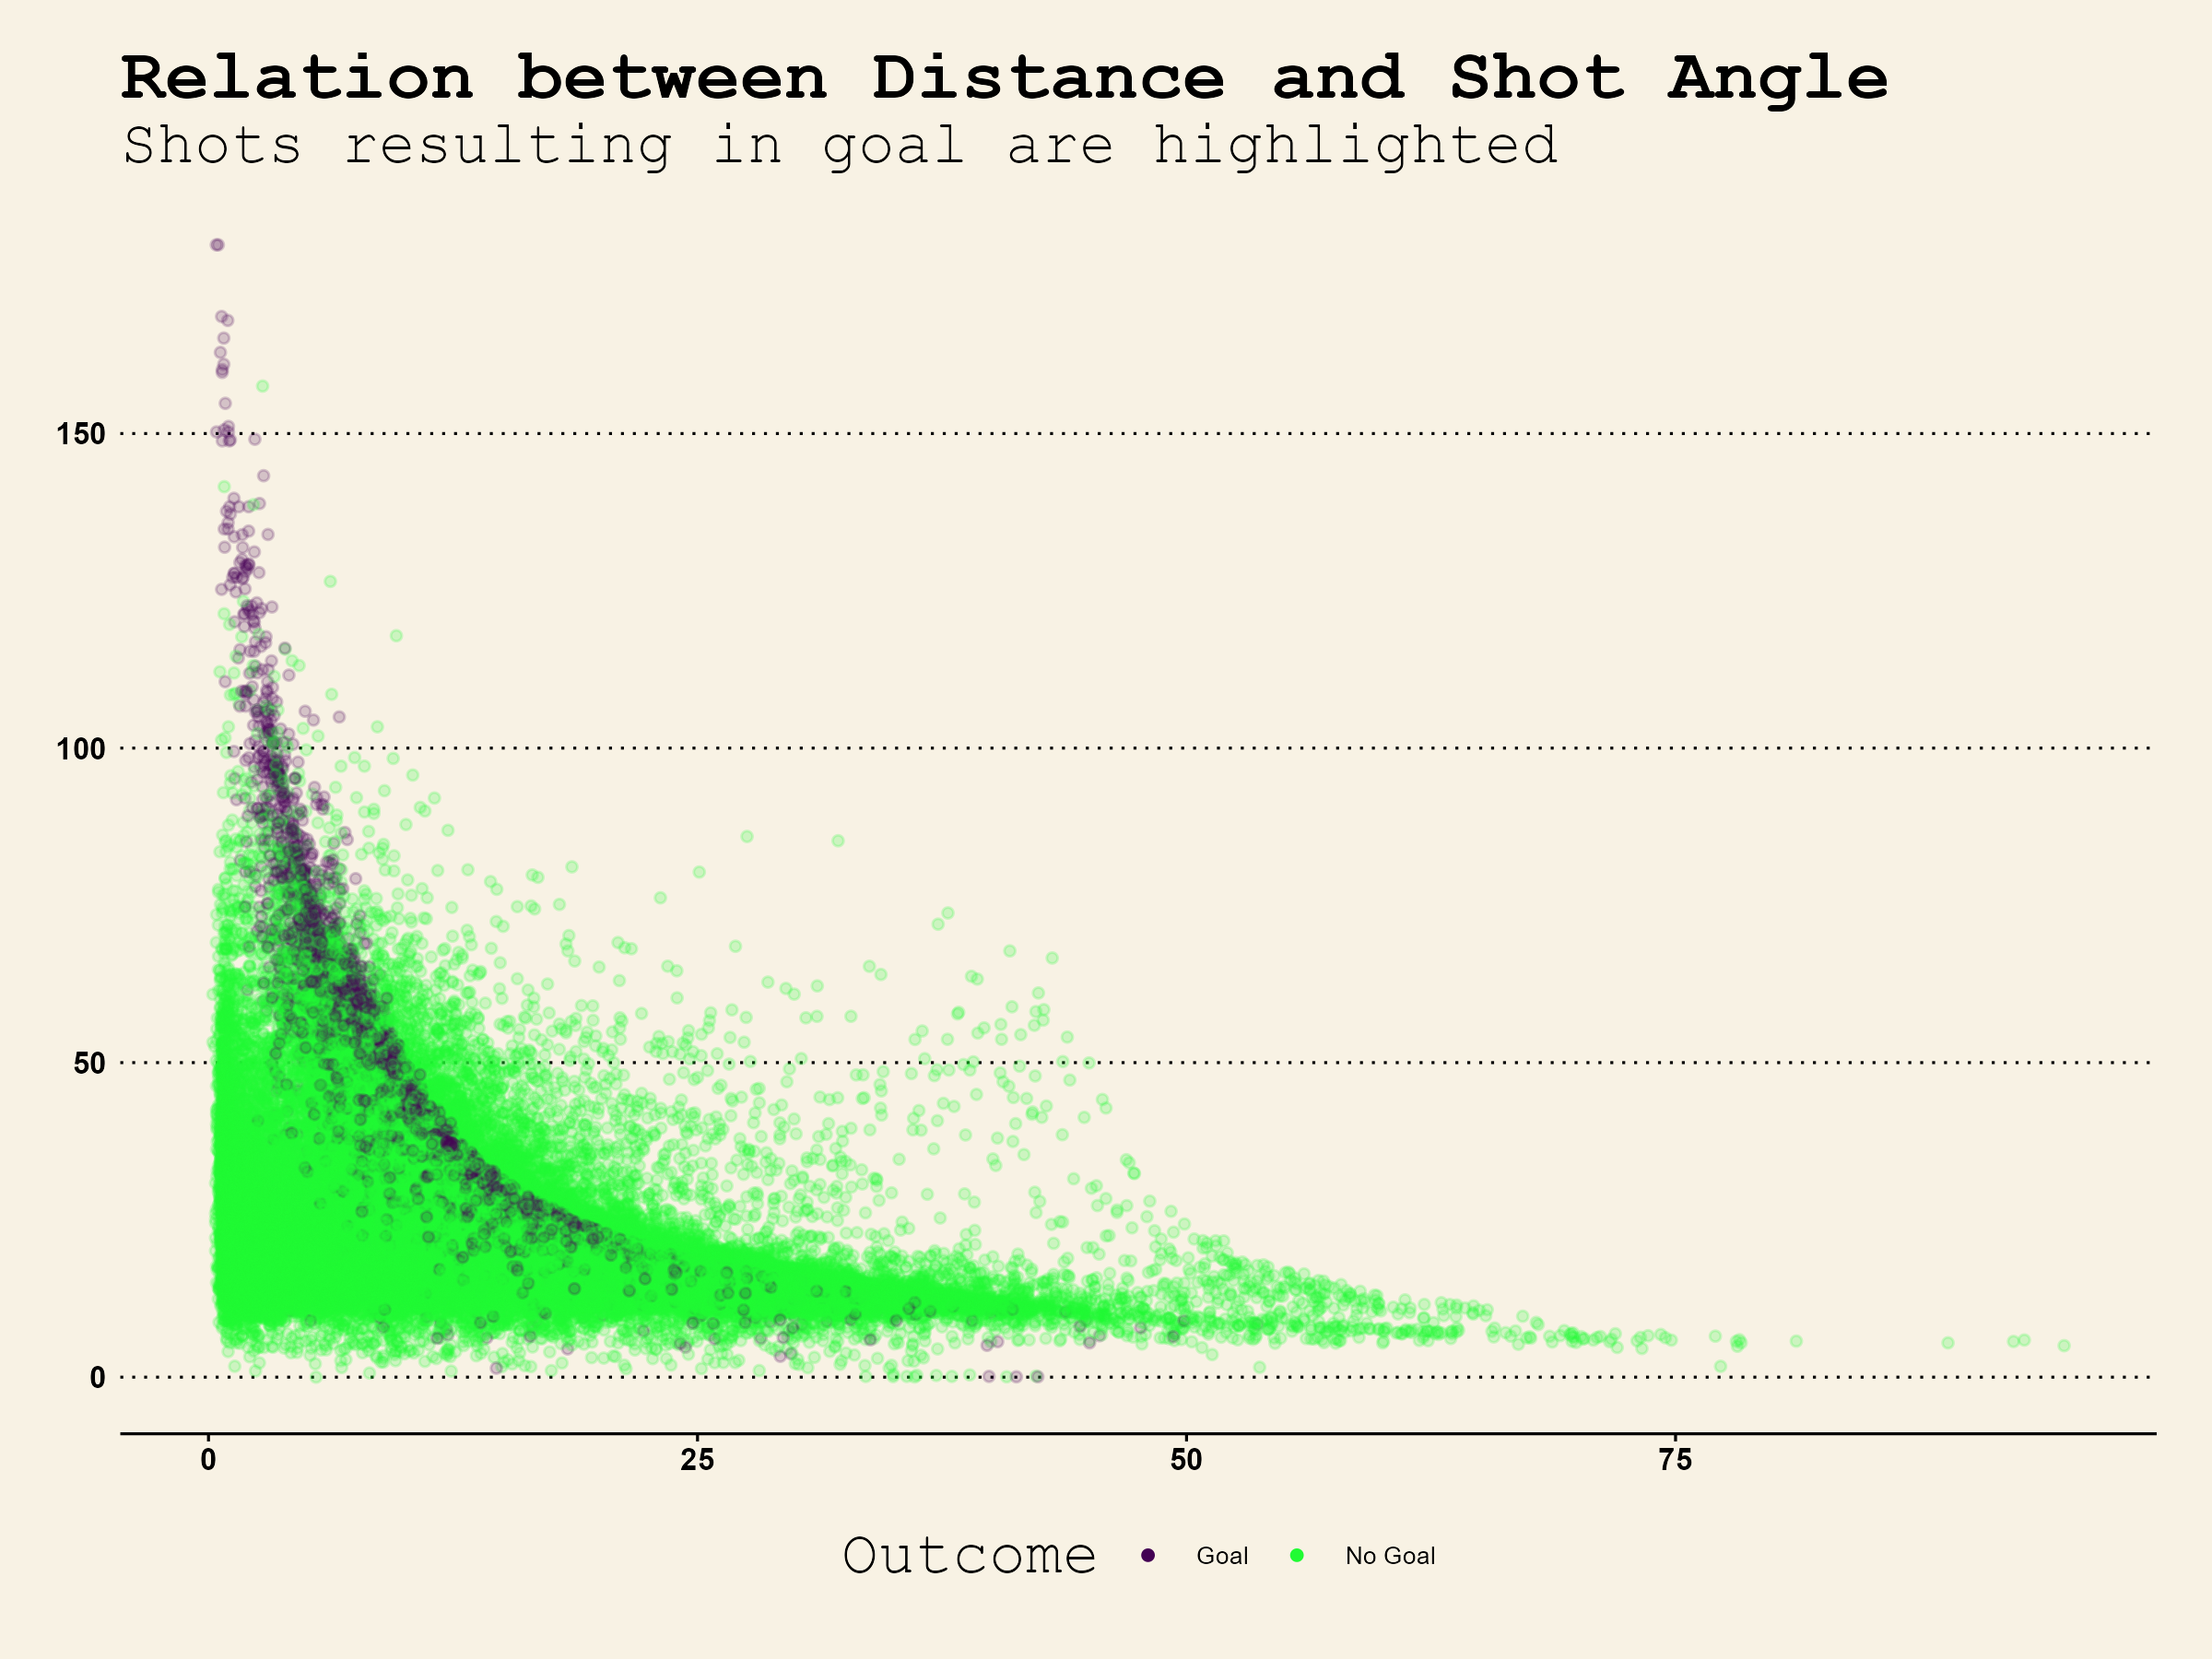 Relation between Distance and Shot Angle
Shots resulting in goal are highlighted
150
100
50
0
0 25 50 75
Outcome Goal No Goal